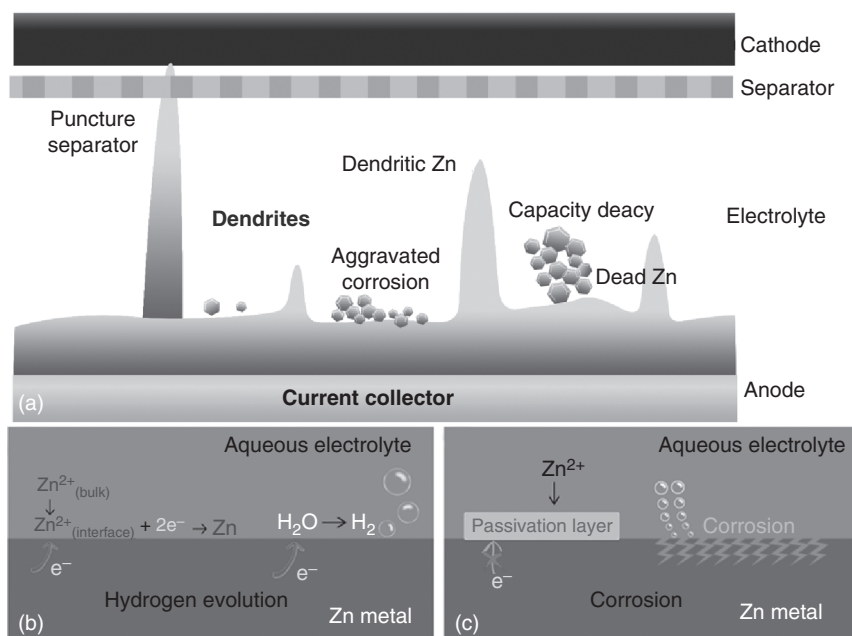 Cathode
Separator
Puncture
separator
Dendritic Zn
Dendrites
Capacity deacy
Electrolyte
Aggravated
corrosion
Dead Zn
Current collector
Anode
(a)
Aqueous electrolyte
Zn²⁺(bulk)
Zn²⁺(interface) + 2e⁻ → Zn
H₂O → H₂
e⁻
e⁻
Hydrogen evolution
Zn metal
(b)
Aqueous electrolyte
Zn²⁺
Passivation layer
Corrosion
e⁻
Corrosion
Zn metal
(c)